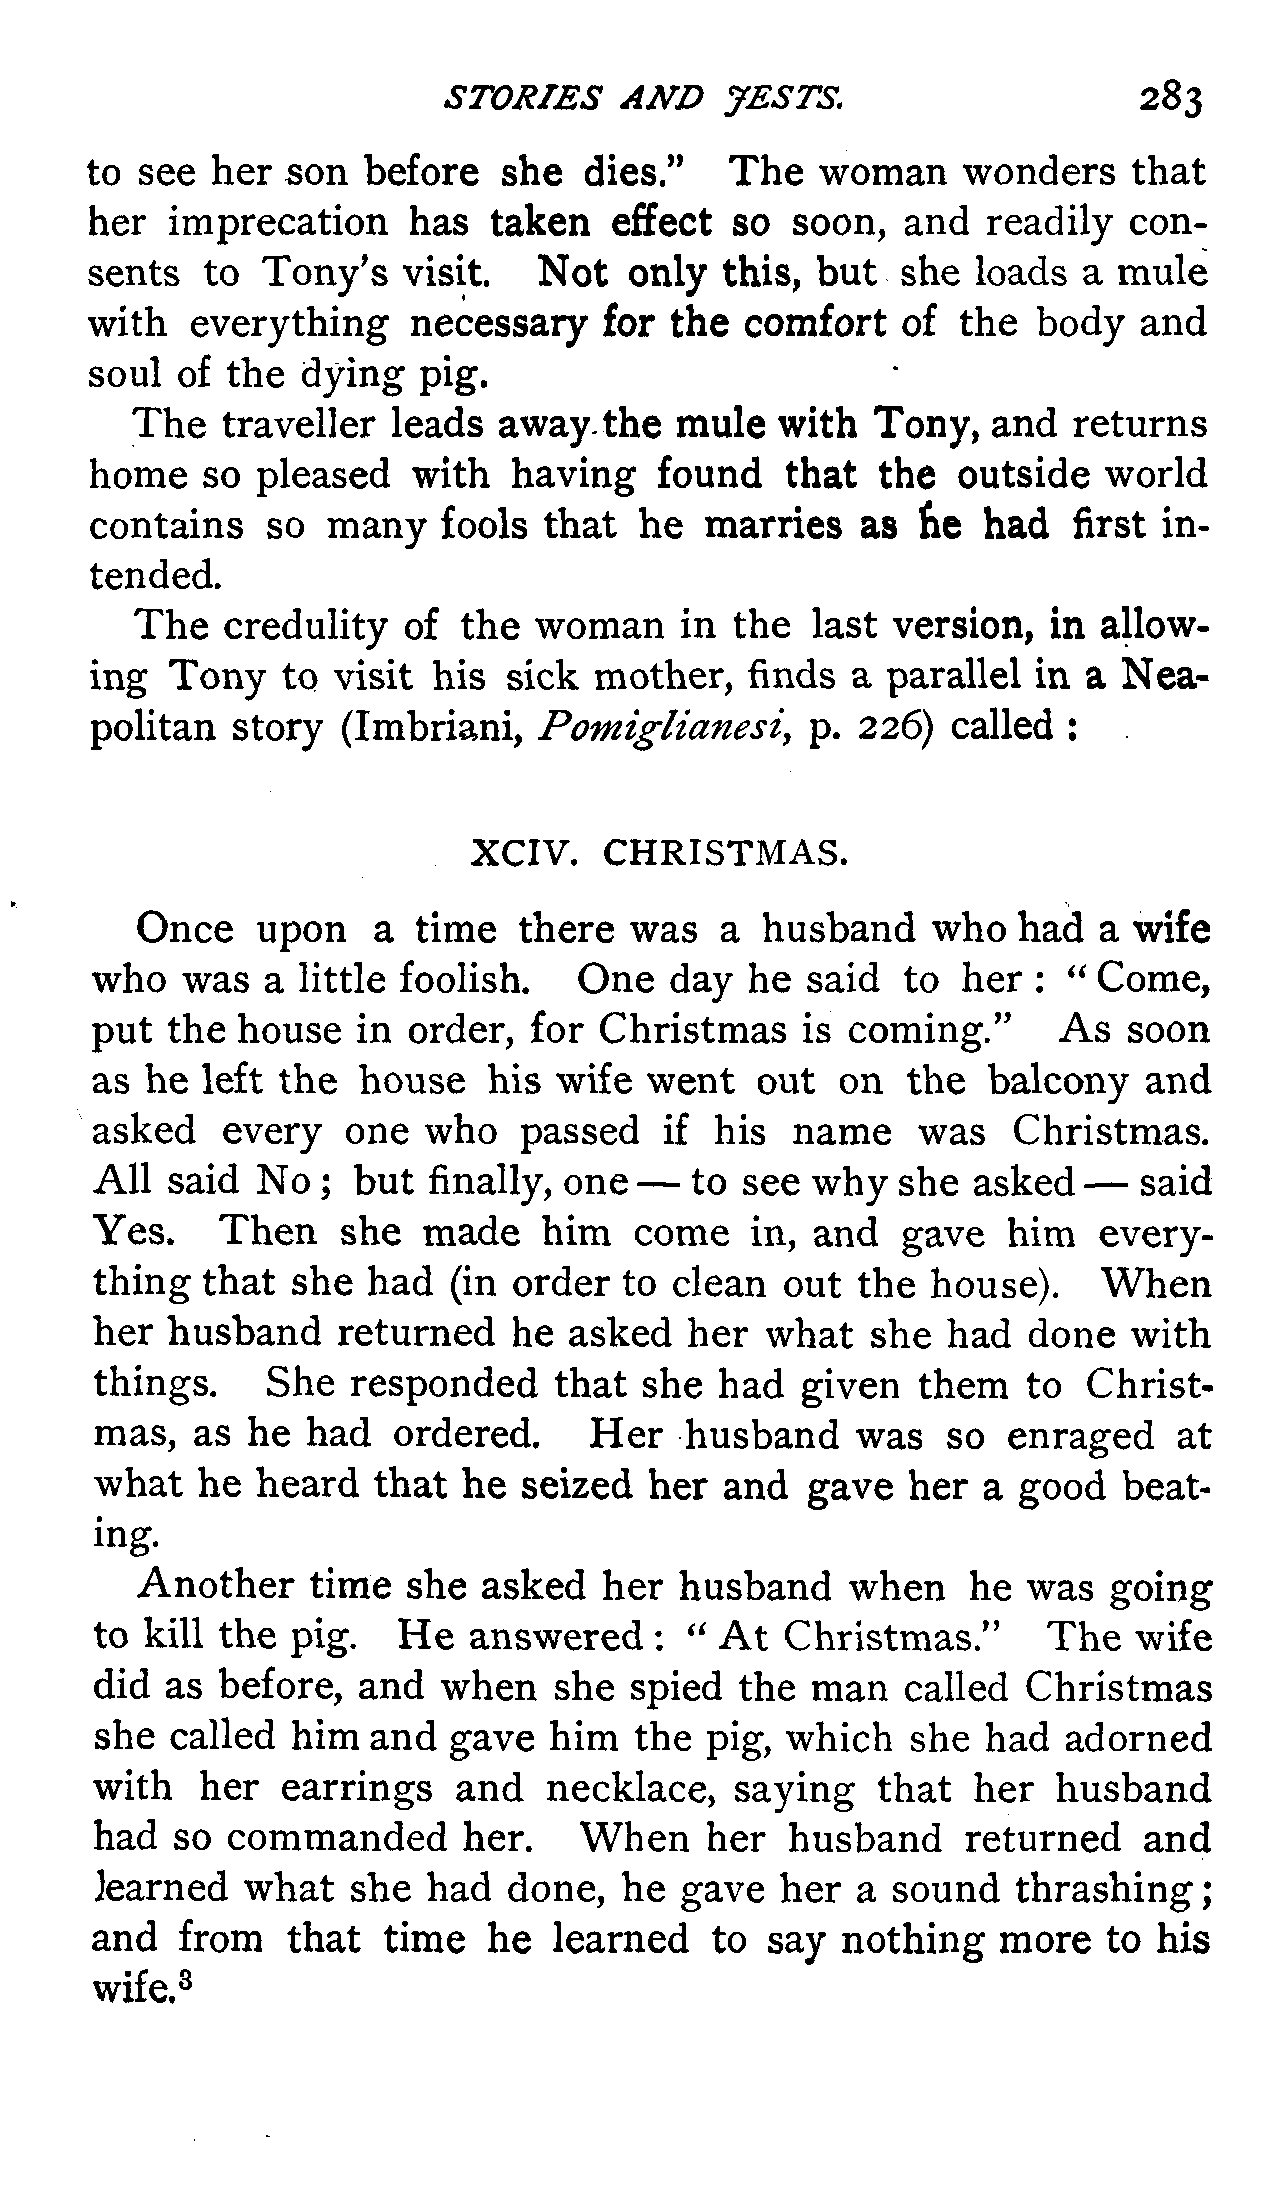 STORIES AND JESTS. 283
to see her son before she dies." The woman wonders that
her imprecation has taken effect so soon, and readily con-
sents to Tony's visit. Not only this, but she loads a mule
with everything necessary for the comfort of the body and
soul of the dying pig.
The traveller leads away the mule with Tony, and returns
home so pleased with having found that the outside world
contains so many fools that he marries as he had first in-
tended.
The credulity of the woman in the last version, in allow-
ing Tony to visit his sick mother, finds a parallel in a Nea-
politan story (Imbriani, Pomiglianesi, p. 226) called :
XCIV. CHRISTMAS.
Once upon a time there was a husband who had a wife
who was a little foolish. One day he said to her : " Come,
put the house in order, for Christmas is coming." As soon
as he left the house his wife went out on the balcony and
asked every one who passed if his name was Christmas.
All said No ; but finally, one — to see why she asked — said
Yes. Then she made him come in, and gave him every-
thing that she had (in order to clean out the house). When
her husband returned he asked her what she had done with
things. She responded that she had given them to Christ-
mas, as he had ordered. Her husband was so enraged at
what he heard that he seized her and gave her a good beat-
ing.
Another time she asked her husband when he was going
to kill the pig. He answered : " At Christmas." The wife
did as before, and when she spied the man called Christmas
she called him and gave him the pig, which she had adorned
with her earrings and necklace, saying that her husband
had so commanded her. When her husband returned and
learned what she had done, he gave her a sound thrashing ;
and from that time he learned to say nothing more to his
wife.³